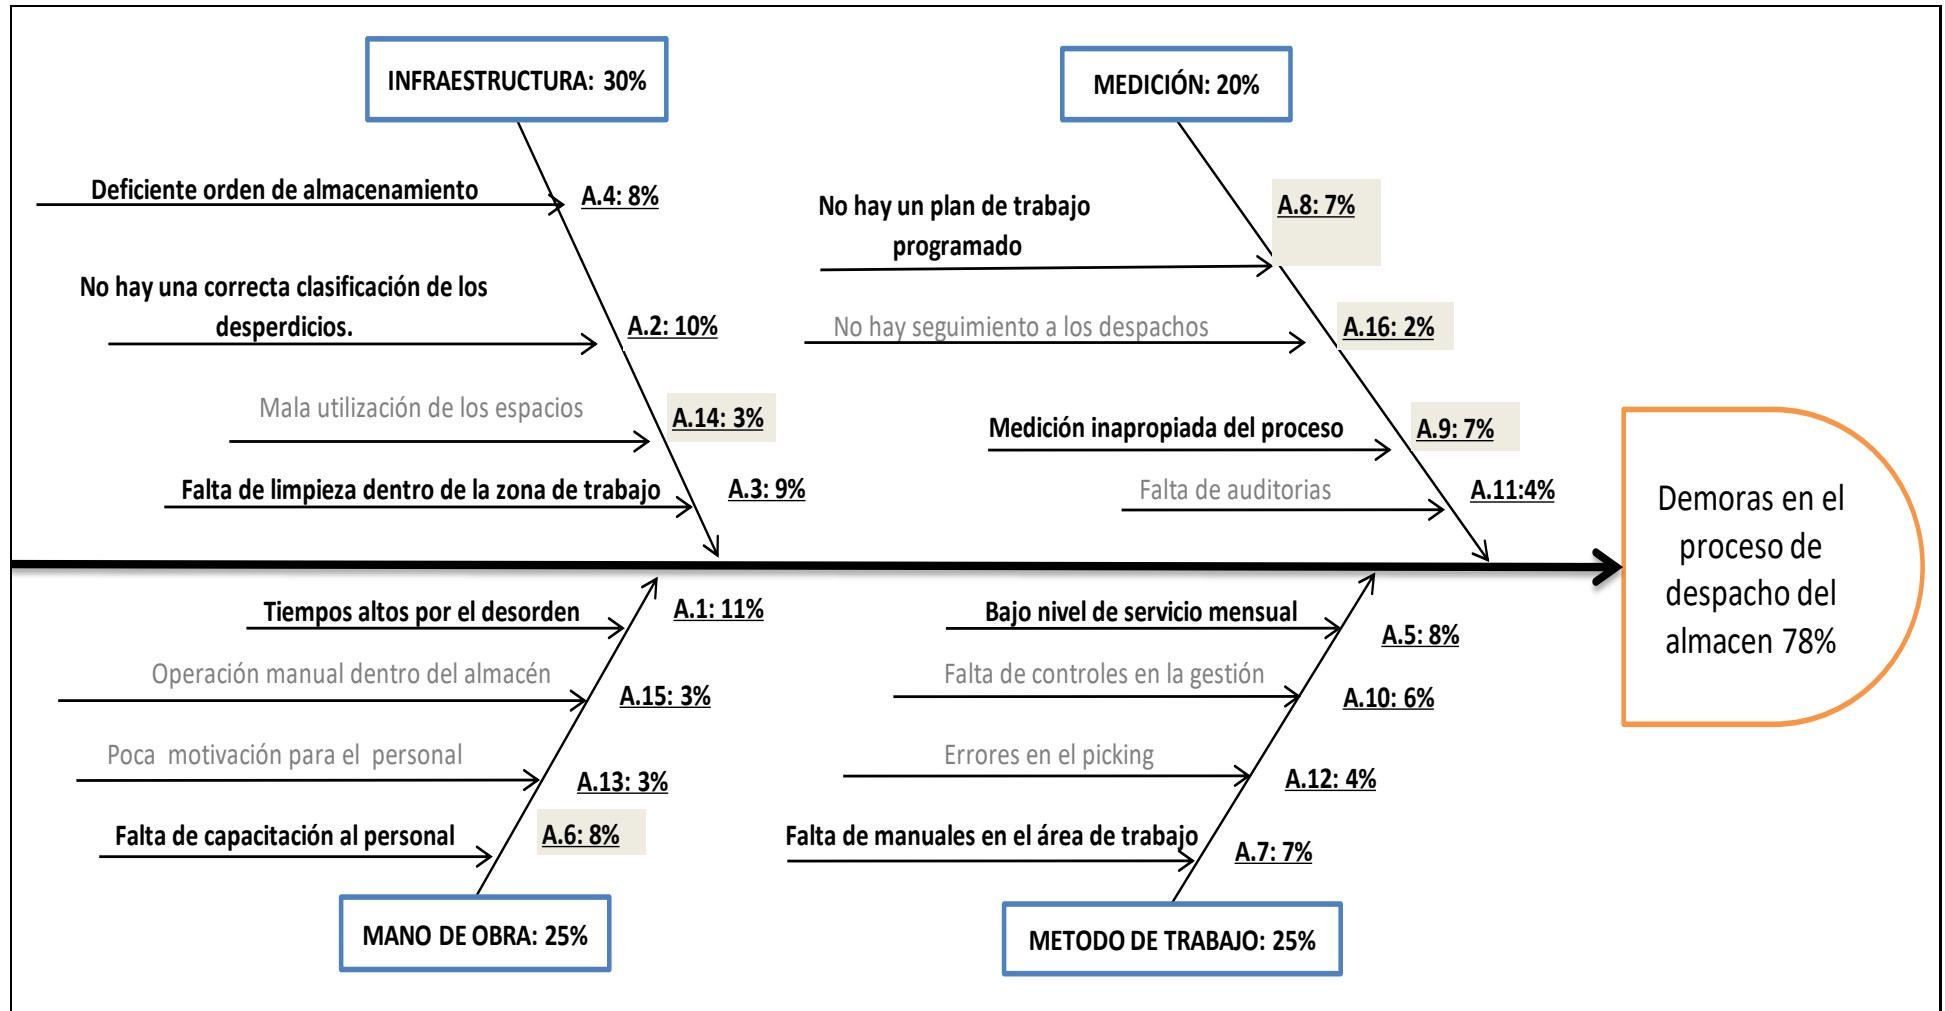 INFRAESTRUCTURA: 30%
MEDICIÓN: 20%
Deficiente orden de almacenamiento
A.4: 8%
No hay una correcta clasificación de los
desperdicios.
A.2: 10%
Mala utilización de los espacios
A.14: 3%
Falta de limpieza dentro de la zona de trabajo
A.3: 9%
No hay un plan de trabajo
programado
A.8: 7%
No hay seguimiento a los despachos
A.16: 2%
Medición inapropiada del proceso
A.9: 7%
Falta de auditorias
A.11:4%
Demoras en el
proceso de
despacho del
almacen 78%
Tiempos altos por el desorden
A.1: 11%
Operación manual dentro del almacén
A.15: 3%
Poca motivación para el personal
A.13: 3%
Falta de capacitación al personal
A.6: 8%
Bajo nivel de servicio mensual
A.5: 8%
Falta de controles en la gestión
A.10: 6%
Errores en el picking
A.12: 4%
Falta de manuales en el área de trabajo
A.7: 7%
MANO DE OBRA: 25%
METODO DE TRABAJO: 25%